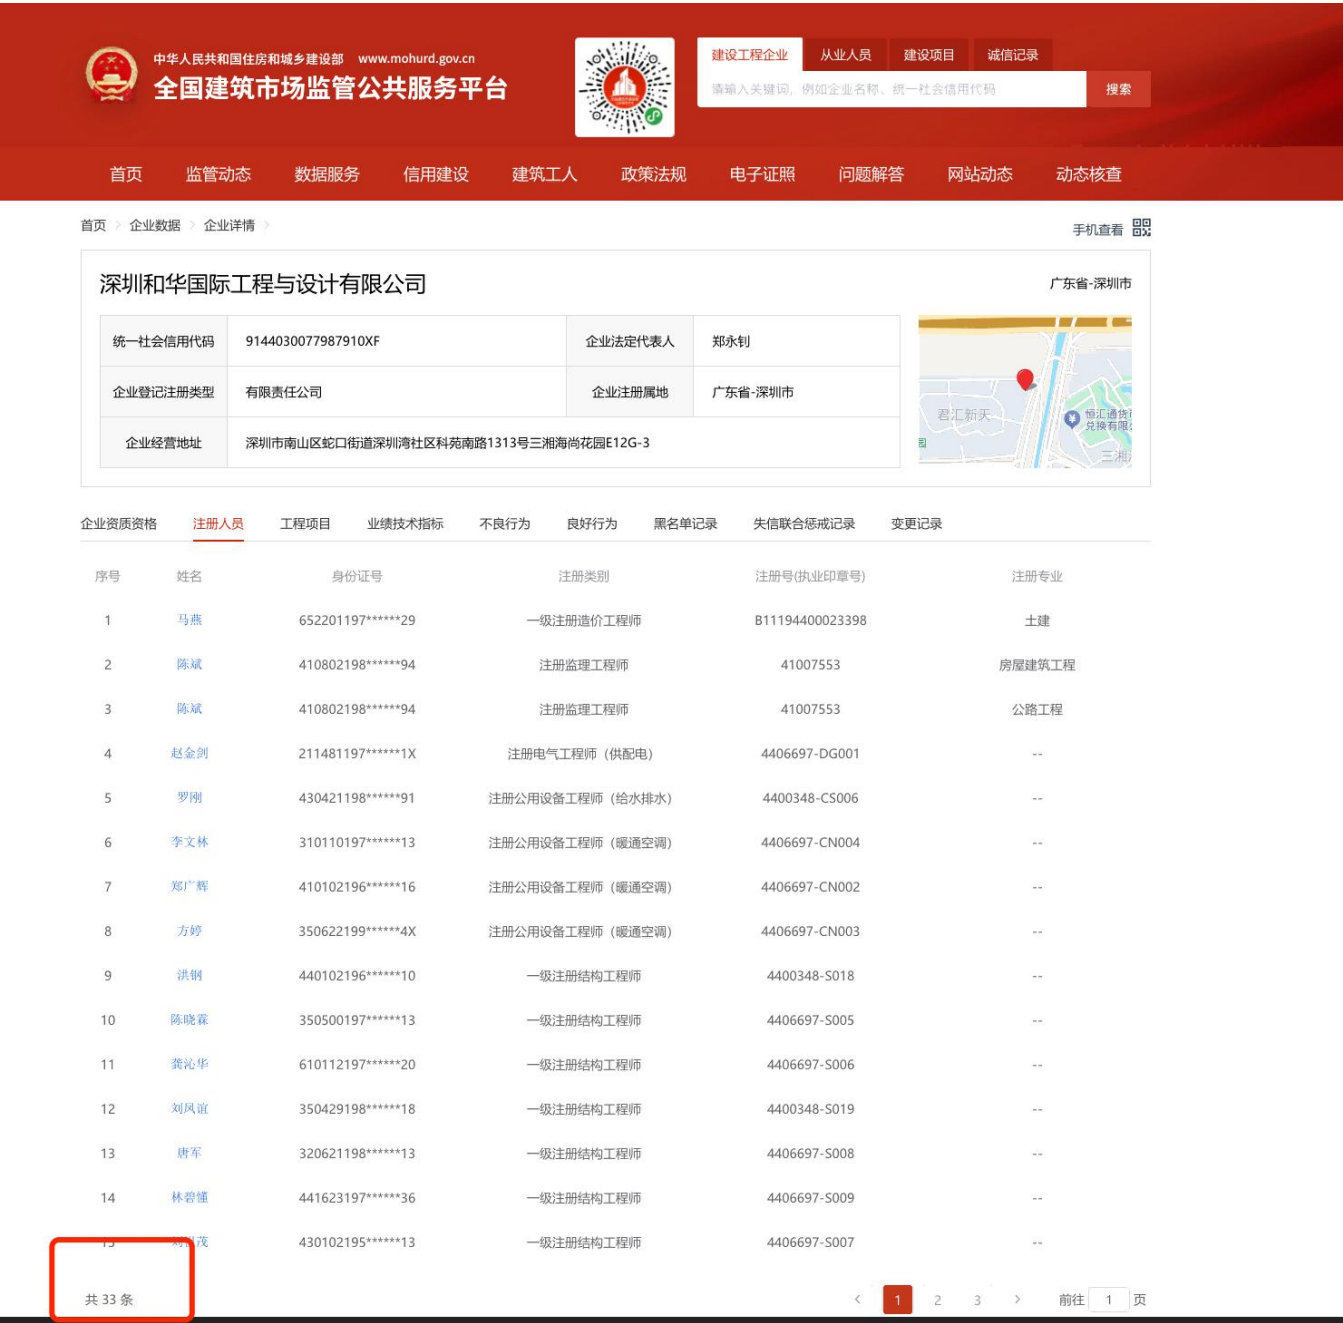 中华人民共和国住房和城乡建设部 www.mohurd.gov.cn
全国建筑市场监管公共服务平台
建设工程企业 从业人员 建设项目 诚信记录
请输入关键词，例如企业名称、统一社会信用代码 搜索
首页 监管动态 数据服务 信用建设 建筑工人 政策法规 电子证照 问题解答 网站动态 动态核查
首页 > 企业数据 > 企业详情 >
手机查看
深圳和华国际工程与设计有限公司
广东省-深圳市
统一社会信用代码 9144030077987910XF 企业法定代表人 郑永钊
企业登记注册类型 有限责任公司 企业注册属地 广东省-深圳市
企业经营地址 深圳市南山区蛇口街道深圳湾社区科苑南路1313号三湘海尚花园E12G-3
君汇新天
恒汇通货
兑换有限
三湘
企业资质资格 注册人员 工程项目 业绩技术指标 不良行为 良好行为 黑名单记录 失信联合惩戒记录 变更记录
序号 姓名 身份证号 注册类别 注册号(执业印章号) 注册专业
1 马燕 652201197******29 一级注册造价工程师 B11194400023398 土建
2 陈斌 410802198******94 注册监理工程师 41007553 房屋建筑工程
3 陈斌 410802198******94 注册监理工程师 41007553 公路工程
4 赵金剑 211481197******1X 注册电气工程师（供配电） 4406697-DG001 --
5 罗刚 430421198******91 注册公用设备工程师（给水排水） 4400348-CS006 --
6 李文林 310110197******13 注册公用设备工程师（暖通空调） 4406697-CN004 --
7 郑广辉 410102196******16 注册公用设备工程师（暖通空调） 4406697-CN002 --
8 方婷 350622199******4X 注册公用设备工程师（暖通空调） 4406697-CN003 --
9 洪钢 440102196******10 一级注册结构工程师 4400348-S018 --
10 陈晓霖 350500197******13 一级注册结构工程师 4406697-S005 --
11 龚沁华 610112197******20 一级注册结构工程师 4406697-S006 --
12 刘凤谊 350429198******18 一级注册结构工程师 4400348-S019 --
13 唐军 320621198******13 一级注册结构工程师 4406697-S008 --
14 林碧懂 441623197******36 一级注册结构工程师 4406697-S009 --
15 430102195******13 一级注册结构工程师 4406697-S007 --
共 33 条
< 1 2 3 > 前往 1 页